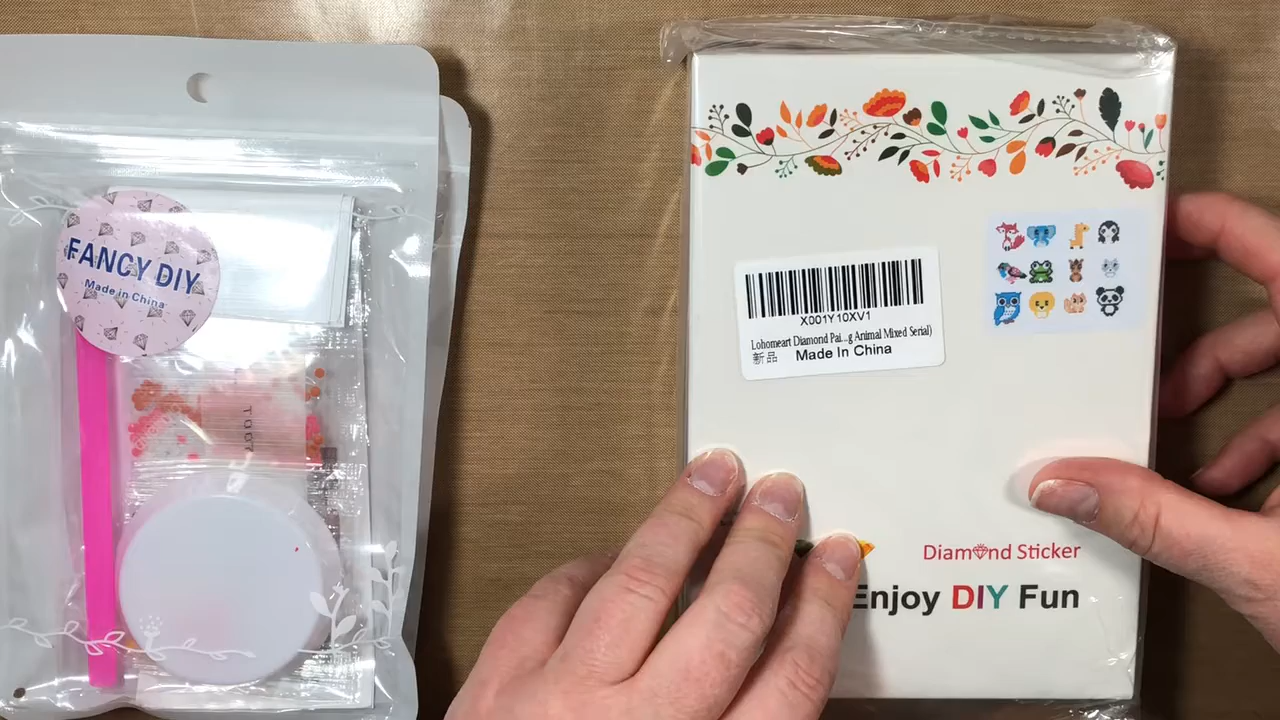 FANCY DIY
Made in China
X001Y10XV1
Lohomeart Diamond Pai...g Animal Mixed Serial)
新品 Made In China
Diamond Sticker
Enjoy DIY Fun